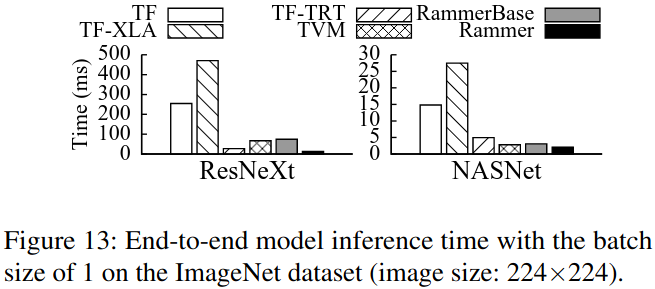 TF TF-TRT RammerBase
TF-XLA TVM Rammer
Time (ms)
500
400
300
200
100
0
ResNeXt
30
25
20
15
10
5
0
NASNet
Figure 13: End-to-end model inference time with the batch
size of 1 on the ImageNet dataset (image size: 224×224).